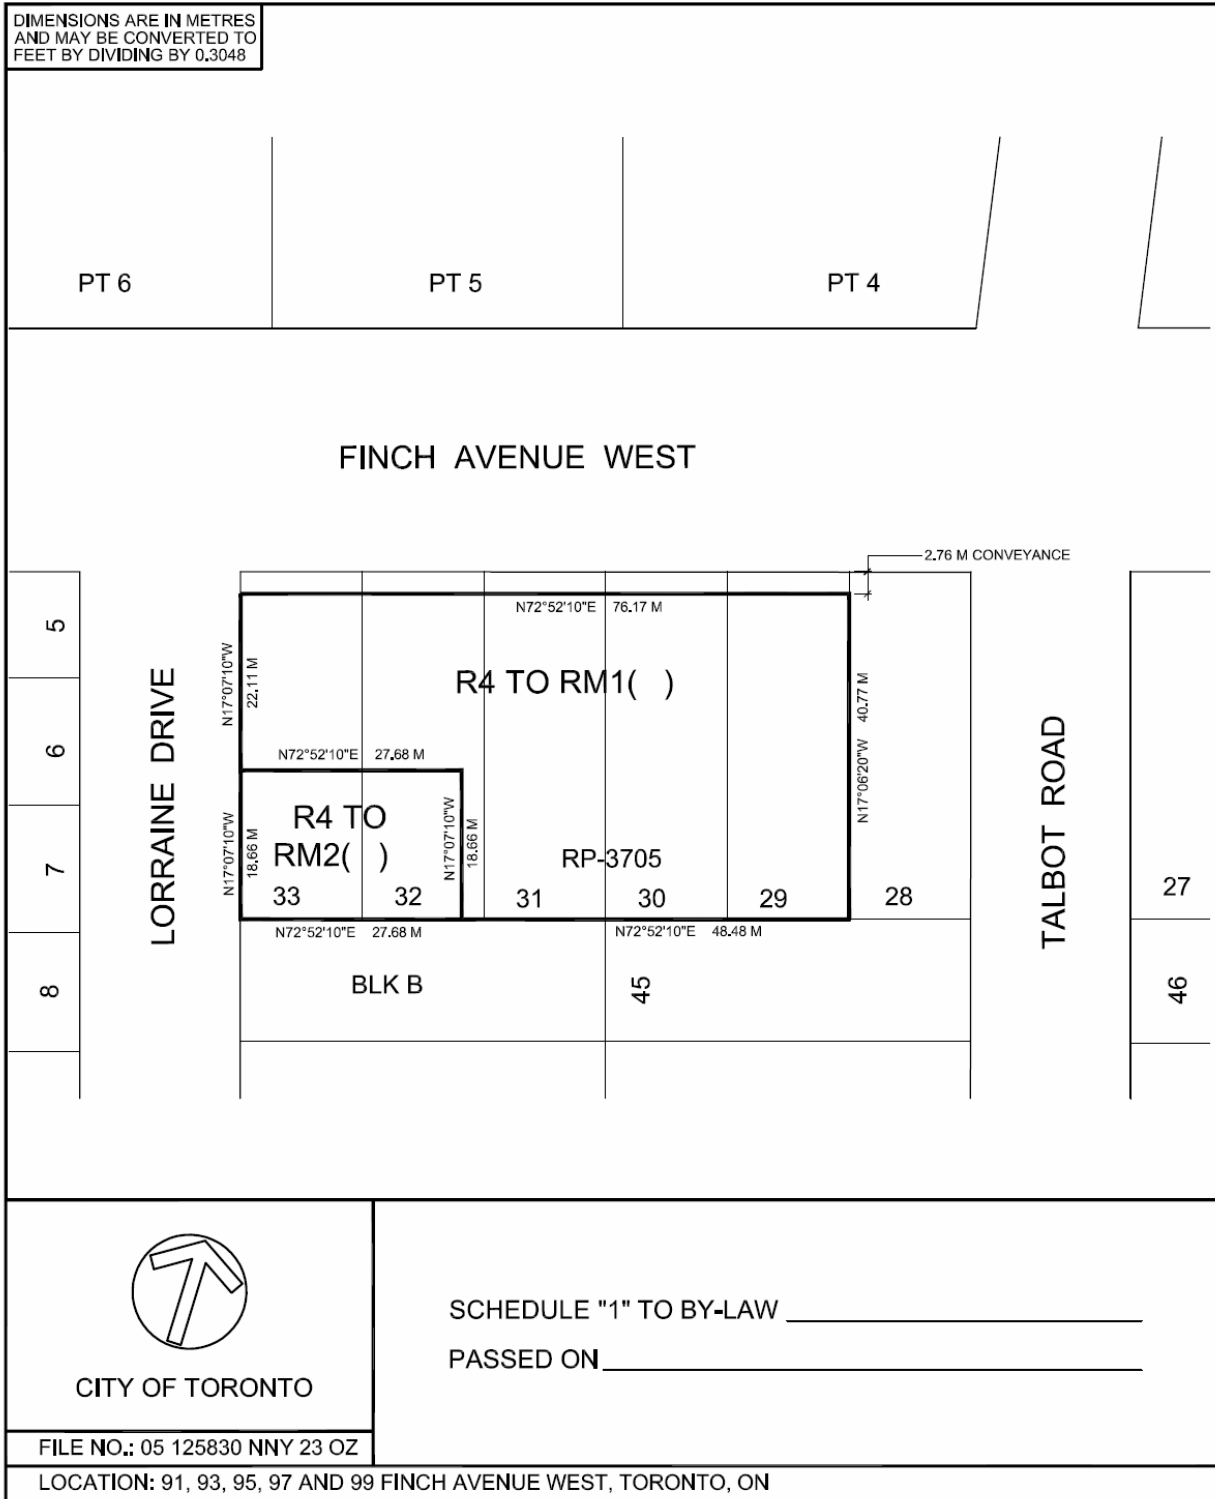 DIMENSIONS ARE IN METRES
AND MAY BE CONVERTED TO
FEET BY DIVIDING BY 0.3048
PT 6
PT 5
PT 4
FINCH AVENUE WEST
2.76 M CONVEYANCE
N72°52'10"E 76.17 M
5
6
7
8
LORRAINE DRIVE
N17°07'10"W
22.11 M
R4 TO RM1( )
N17°06'20"W 40.77 M
N72°52'10"E 27.68 M
N17°07'10"W
18.66 M
R4 TO
RM2( )
N17°07'10"W
18.66 M
RP-3705
33
32
31
30
29
28
TALBOT ROAD
27
N72°52'10"E 27.68 M
N72°52'10"E 48.48 M
BLK B
45
46
CITY OF TORONTO
SCHEDULE "1" TO BY-LAW
PASSED ON
FILE NO.: 05 125830 NNY 23 OZ
LOCATION: 91, 93, 95, 97 AND 99 FINCH AVENUE WEST, TORONTO, ON